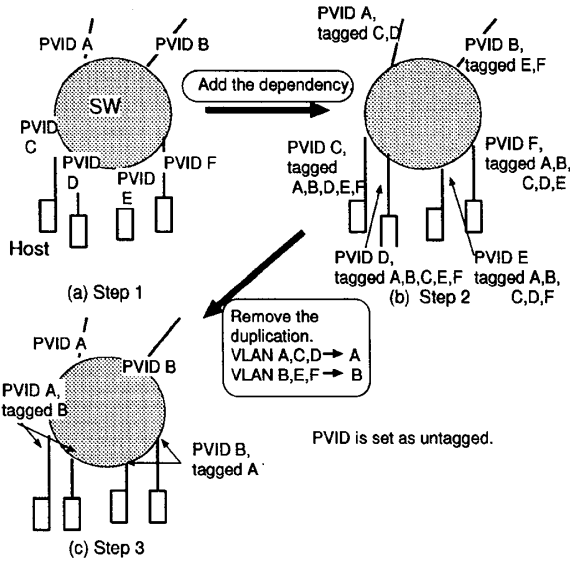 PVID A
PVID B
SW
PVID
C
PVID
D
PVID
E
PVID F
Host
(a) Step 1
Add the dependency.
PVID A,
tagged C,D
PVID B,
tagged E,F
PVID C,
tagged
A,B,D,E,F
PVID F,
tagged A,B,
C,D,E
PVID D,
tagged A,B,C,E,F
PVID E
tagged A,B,
C,D,F
(b) Step 2
Remove the
duplication.
VLAN A,C,D→ A
VLAN B,E,F→ B
PVID A
PVID B
PVID A,
tagged B
PVID B,
tagged A
(c) Step 3
PVID is set as untagged.